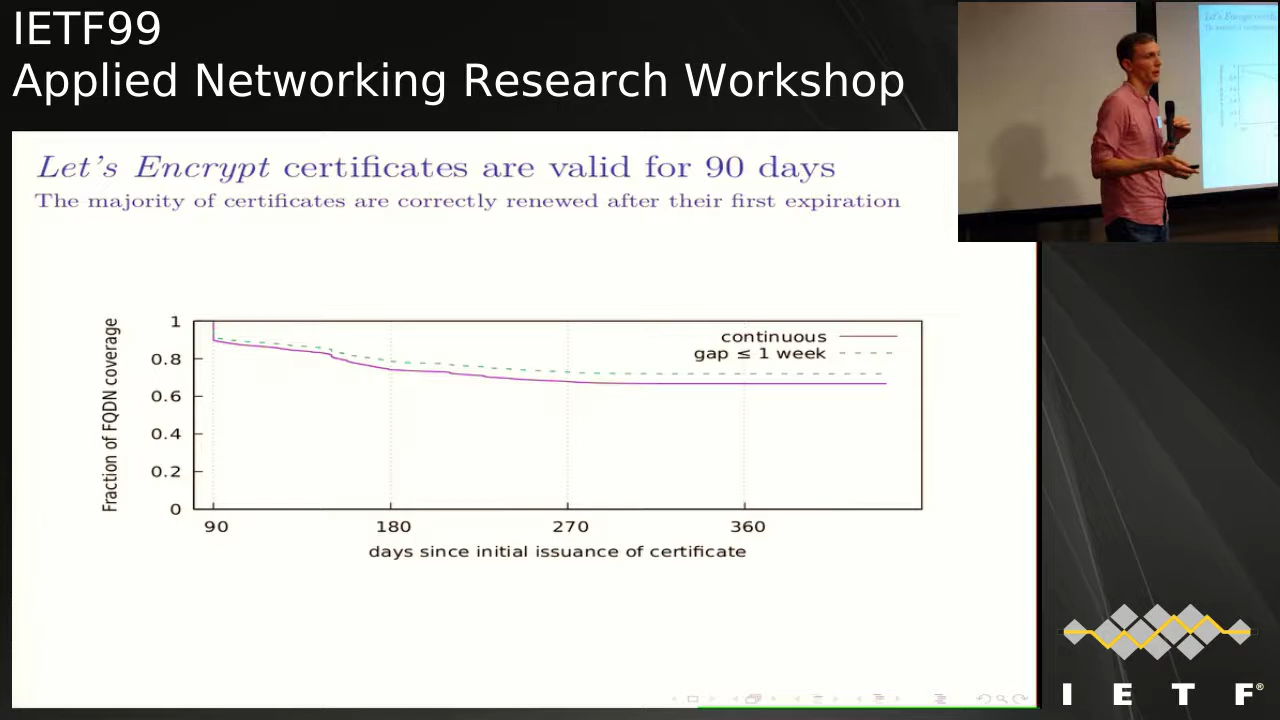 IETF99
Applied Networking Research Workshop
Let's Encrypt certificates are valid for 90 days
The majority of certificates are correctly renewed after their first expiration
Fraction of FQDN coverage
1
0.8
0.6
0.4
0.2
0
continuous
gap ≤ 1 week
90 180 270 360
days since initial issuance of certificate
I E T F®